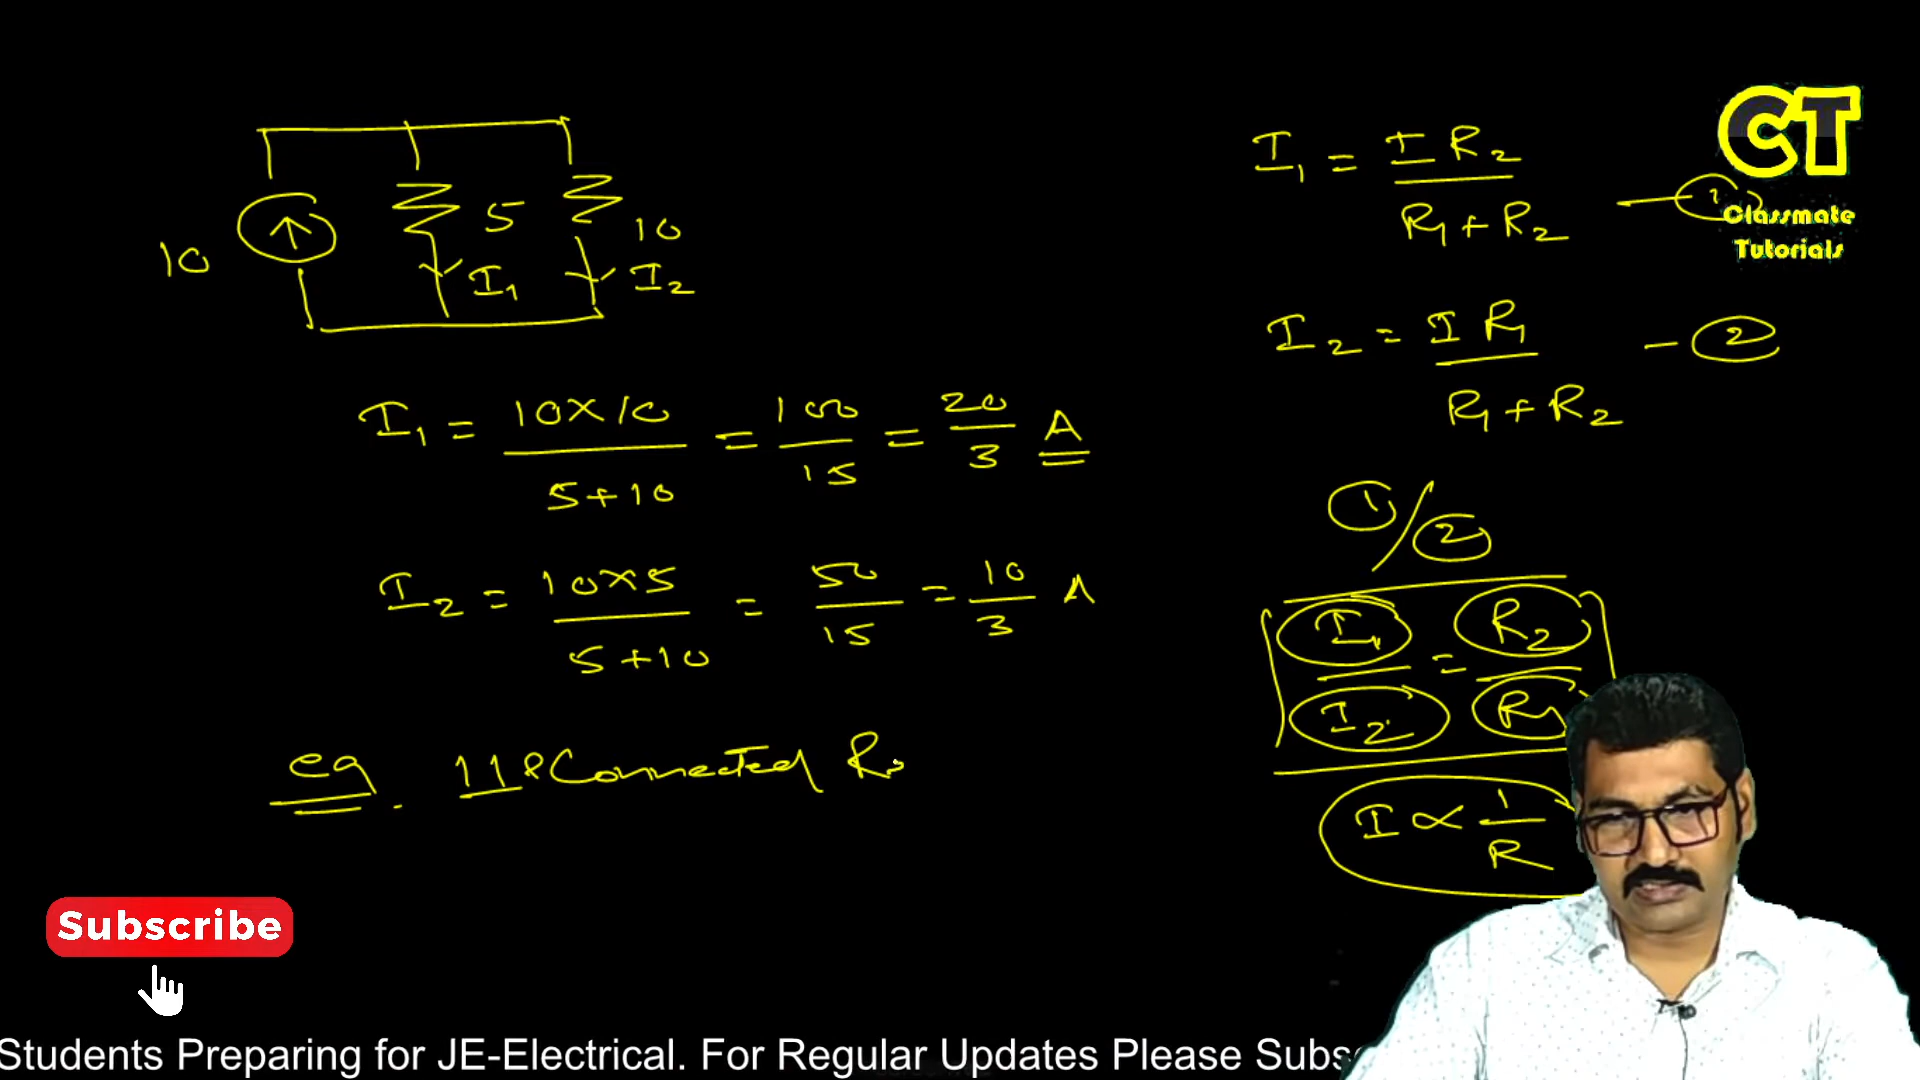 10
5
10
I1
I2
I1 = 10×10 / 5+10 = 100 / 15 = 20 / 3 A
I2 = 10×5 / 5+10 = 50 / 15 = 10 / 3 A
eg. 11 & Connected R
I1 = I R2 / R1 + R2 — 1
I2 = I R1 / R1 + R2 — 2
1 / 2
I1 / I2 = R2 / R1
I ∝ 1 / R
CT
Classmate
Tutorials
Subscribe
Students Preparing for JE-Electrical. For Regular Updates Please Subs